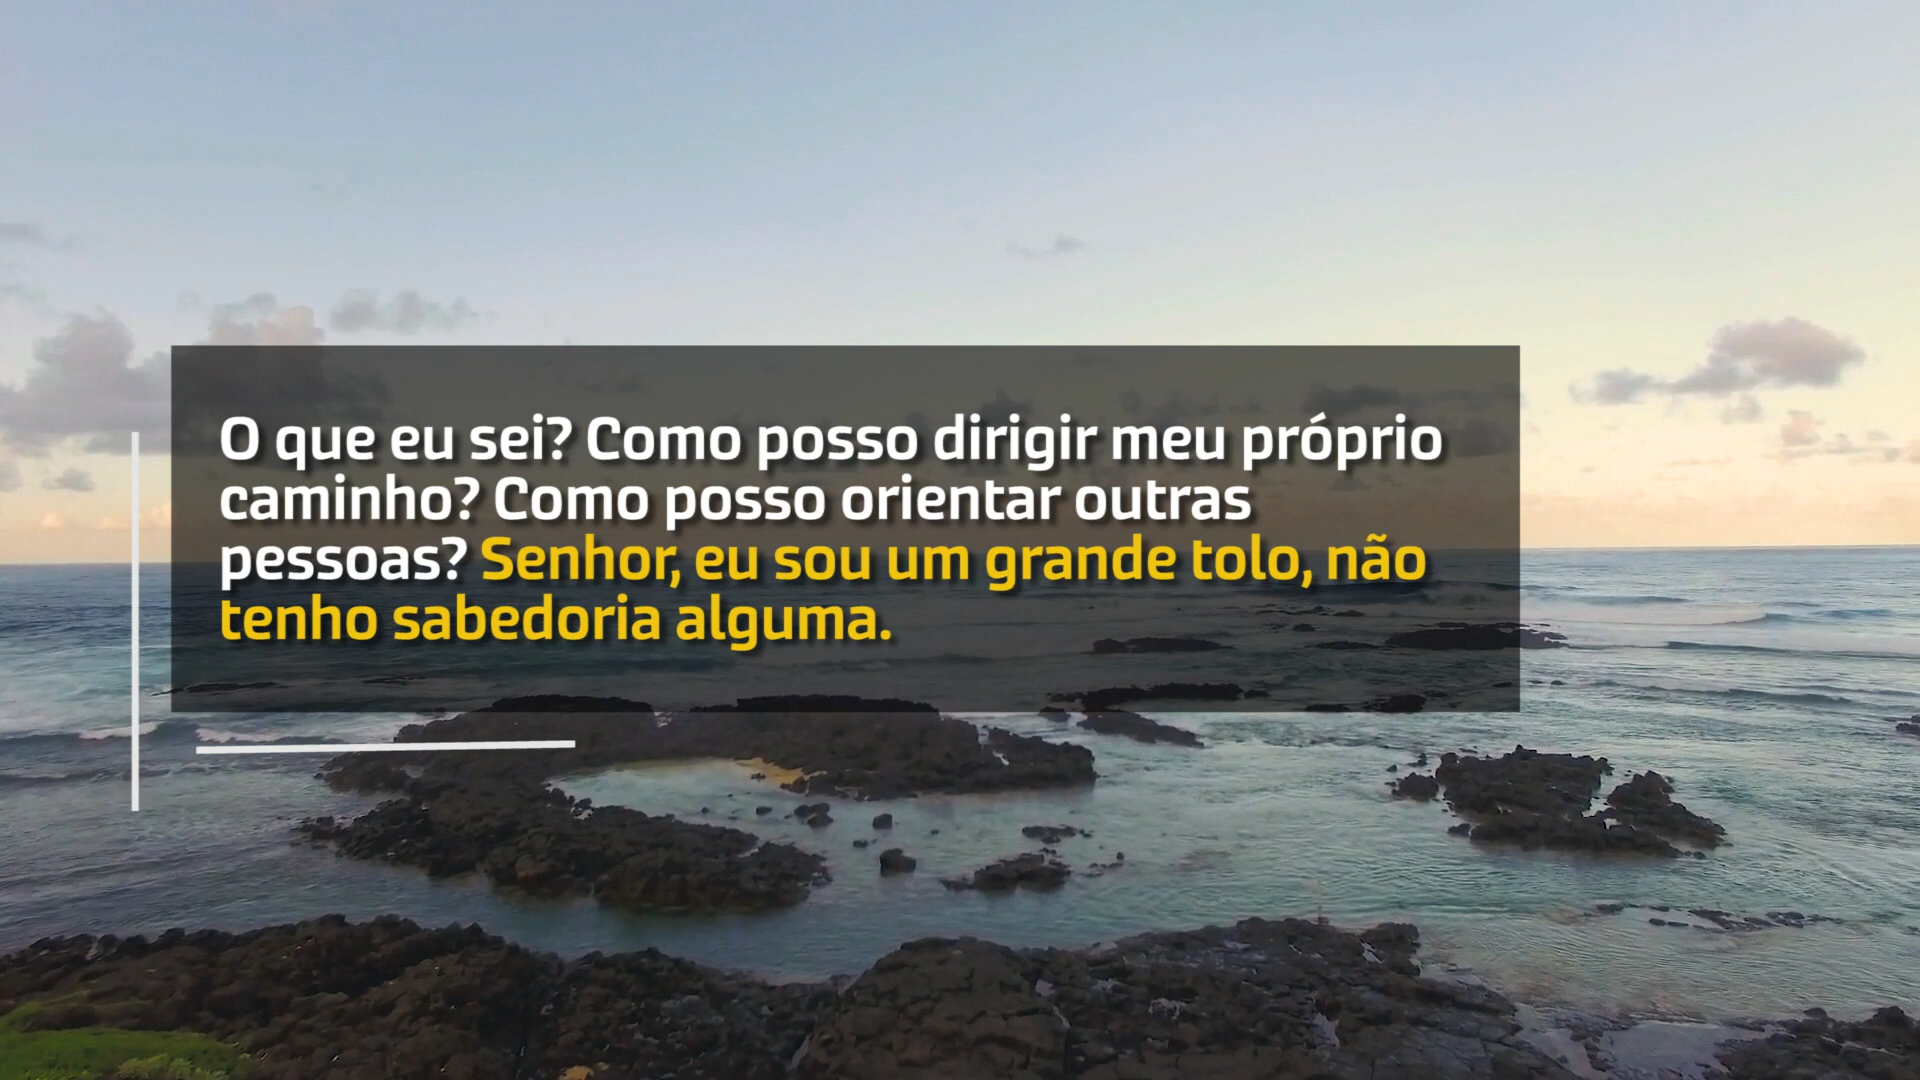 O que eu sei? Como posso dirigir meu próprio
caminho? Como posso orientar outras
pessoas? Senhor, eu sou um grande tolo, não
tenho sabedoria alguma.